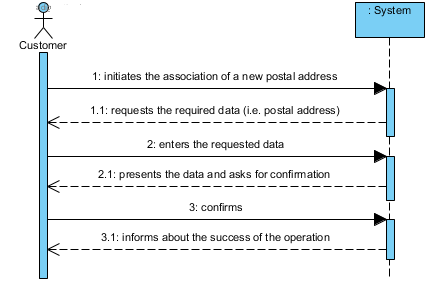 : System
Customer
1: initiates the association of a new postal address
1.1: requests the required data (i.e. postal address)
2: enters the requested data
2.1: presents the data and asks for confirmation
3: confirms
3.1: informs about the success of the operation